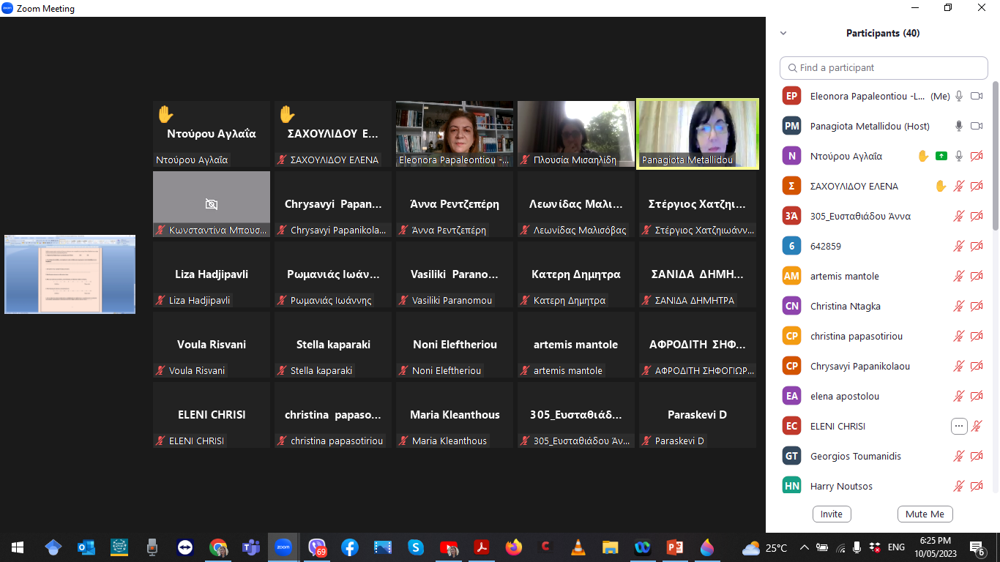 Zoom Meeting
Ντούρου Αγλαΐα
Ντούρου Αγλαΐα
ΣΑΧΟΥΛΙΔΟΥ Ε...
ΣΑΧΟΥΛΙΔΟΥ ΕΛΕΝΑ
Eleonora Papaleontiou -...
Πλουσία Μισαηλίδη
Panagiota Metallidou
Κωνσταντίνα Μπουσ...
Chrysavyi Papan...
Chrysavyi Papanikola...
Άννα Ρεντζεπέρη
Άννα Ρεντζεπέρη
Λεωνίδας Μαλι...
Λεωνίδας Μαλισόβας
Στέργιος Χατζηι...
Στέργιος Χατζηιωάνν...
Liza Hadjipavli
Liza Hadjipavli
Ρωμανιάς Ιωάν...
Ρωμανιάς Ιωάννης
Vasiliki Parano...
Vasiliki Paranomou
Κατερη Δημητρα
Κατερη Δημητρα
ΣΑΝΙΔΑ ΔΗΜΗ...
ΣΑΝΙΔΑ ΔΗΜΗΤΡΑ
Voula Risvani
Voula Risvani
Stella kaparaki
Stella kaparaki
Noni Eleftheriou
Noni Eleftheriou
artemis mantole
artemis mantole
ΑΦΡΟΔΙΤΗ ΣΗΦ...
ΑΦΡΟΔΙΤΗ ΣΗΦΟΓΙΩΡ...
ELENI CHRISI
ELENI CHRISI
christina papaso...
christina papasotiriou
Maria Kleanthous
Maria Kleanthous
305_Ευσταθιάδ...
305_Ευσταθιάδου Άν...
Paraskevi D
Paraskevi D
Participants (40)
Find a participant
EP Eleonora Papaleontiou -L... (Me)
PM Panagiota Metallidou (Host)
Ν Ντούρου Αγλαΐα
Σ ΣΑΧΟΥΛΙΔΟΥ ΕΛΕΝΑ
3Ά 305_Ευσταθιάδου Άννα
6 642859
AM artemis mantole
CN Christina Ntagka
CP christina papasotiriou
CP Chrysavyi Papanikolaou
EA elena apostolou
EC ELENI CHRISI
GT Georgios Toumanidis
HN Harry Noutsos
Invite
Mute Me
zoom
69
25°C
ENG
6:25 PM
10/05/2023
6